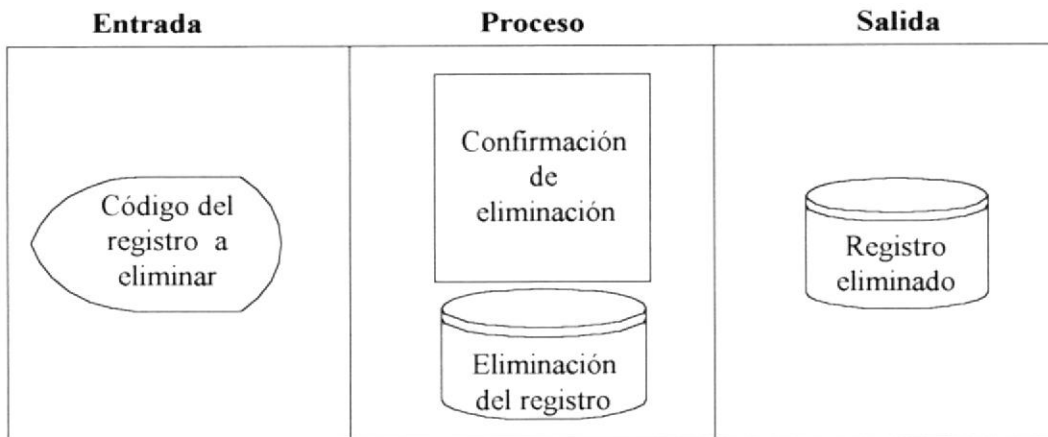 Entrada
Proceso
Salida
Código del
registro a
eliminar
Confirmación
de
eliminación
Eliminación
del registro
Registro
eliminado